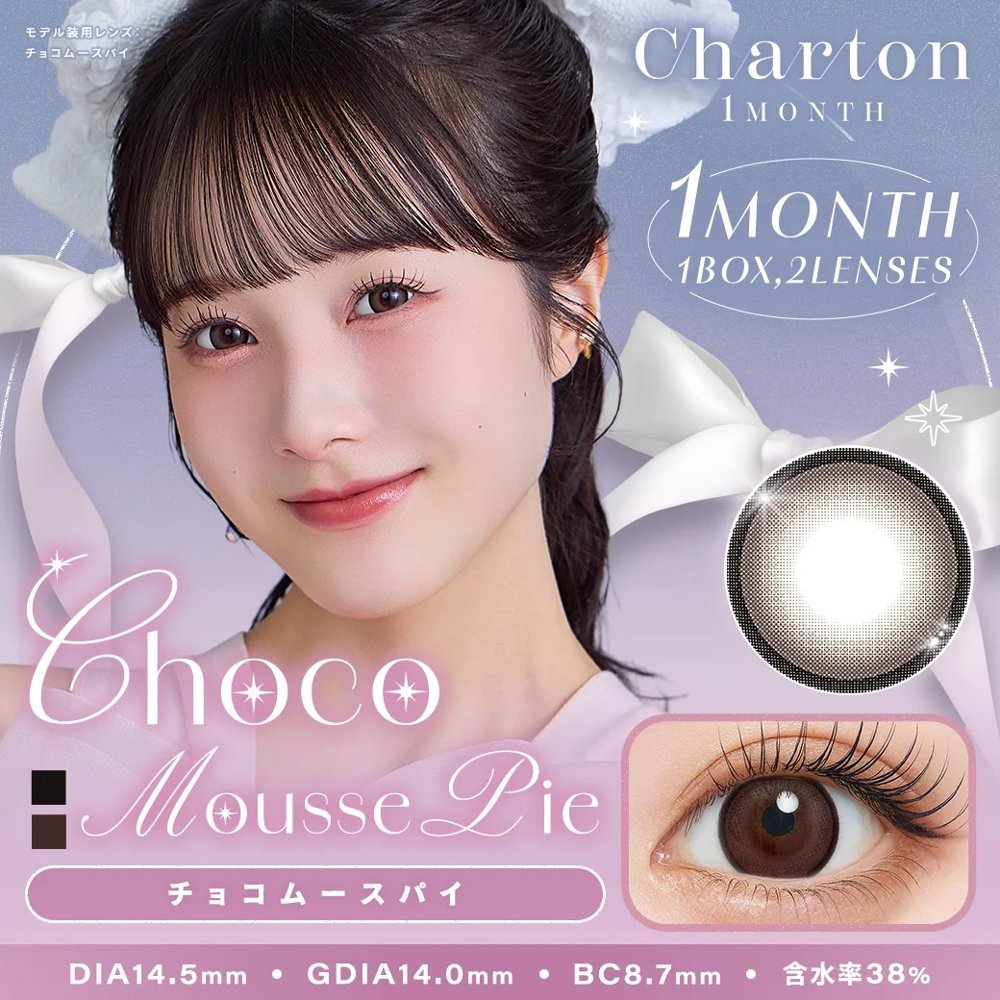 モデル装用レンズ:
チョコムースパイ
Charton
1 MONTH
1MONTH
1BOX,2LENSES
Choco
Mousse Pie
チョコムースパイ
DIA14.5mm • GDIA14.0mm • BC8.7mm • 含水率38%